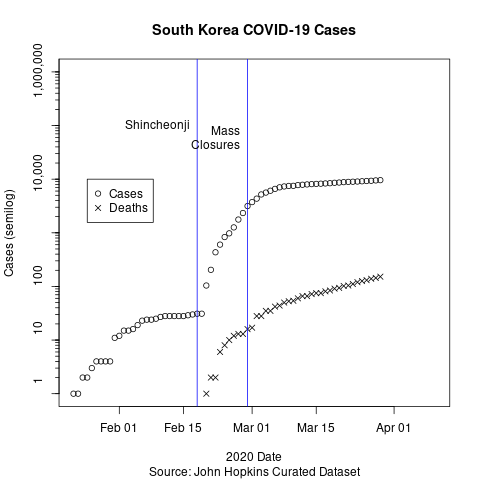 South Korea COVID-19 Cases
1,000,000
10,000
100
10
1
Cases (semilog)
Shincheonji
Mass
Closures
Cases
Deaths
Feb 01
Feb 15
Mar 01
Mar 15
Apr 01
2020 Date
Source: John Hopkins Curated Dataset